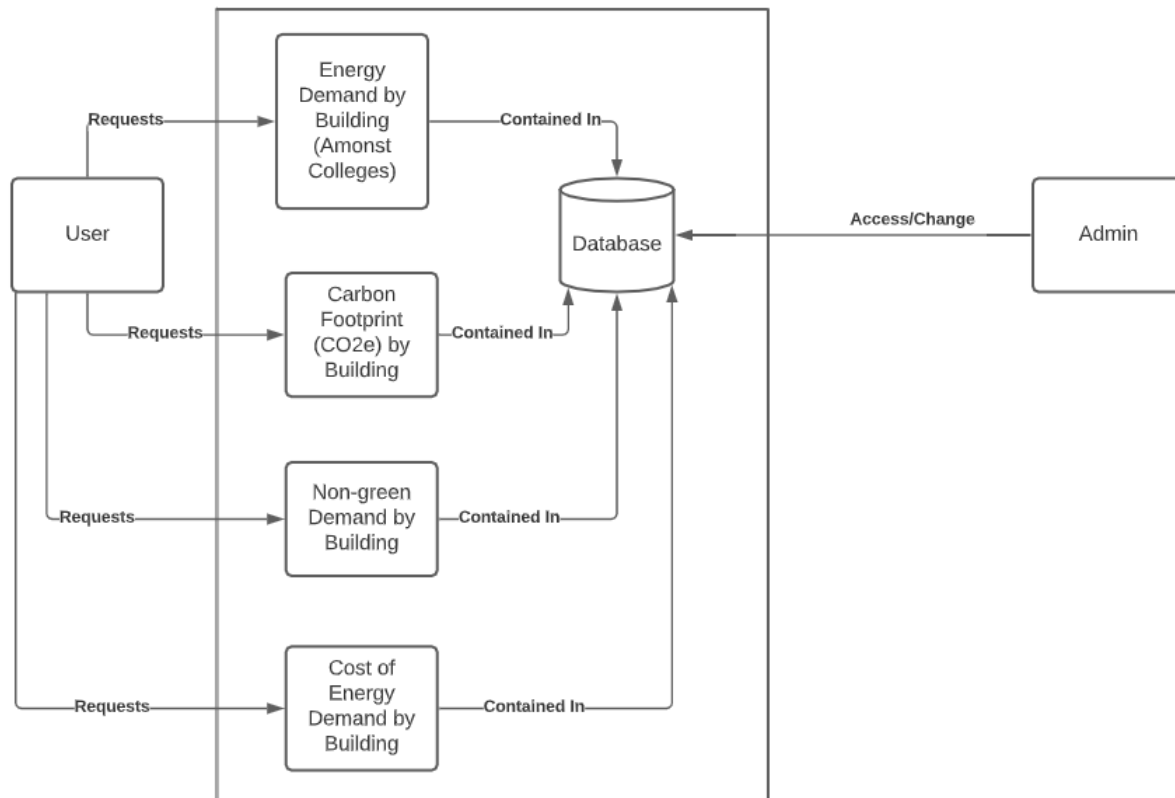 Energy
Demand by
Building
(Amonst
Colleges)
Requests
Contained In
User
Database
Access/Change
Admin
Carbon
Footprint
(CO2e) by
Building
Requests
Contained In
Non-green
Demand by
Building
Requests
Contained In
Cost of
Energy
Demand by
Building
Requests
Contained In